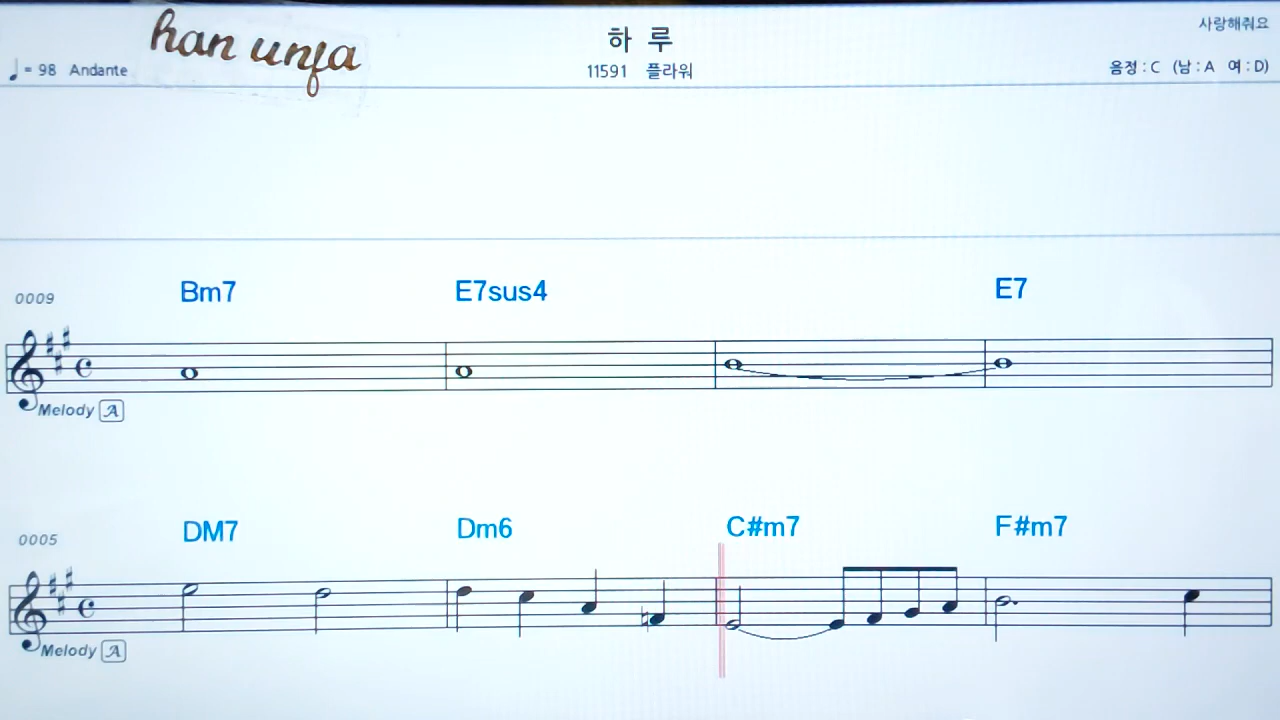 han unfa
하 루
사랑해줘요
♩= 98 Andante
11591 플라워
음정 : C (남 : A 여 : D)
0009
Bm7 E7sus4 E7
Melody A
0005
DM7 Dm6 C#m7 F#m7
Melody A